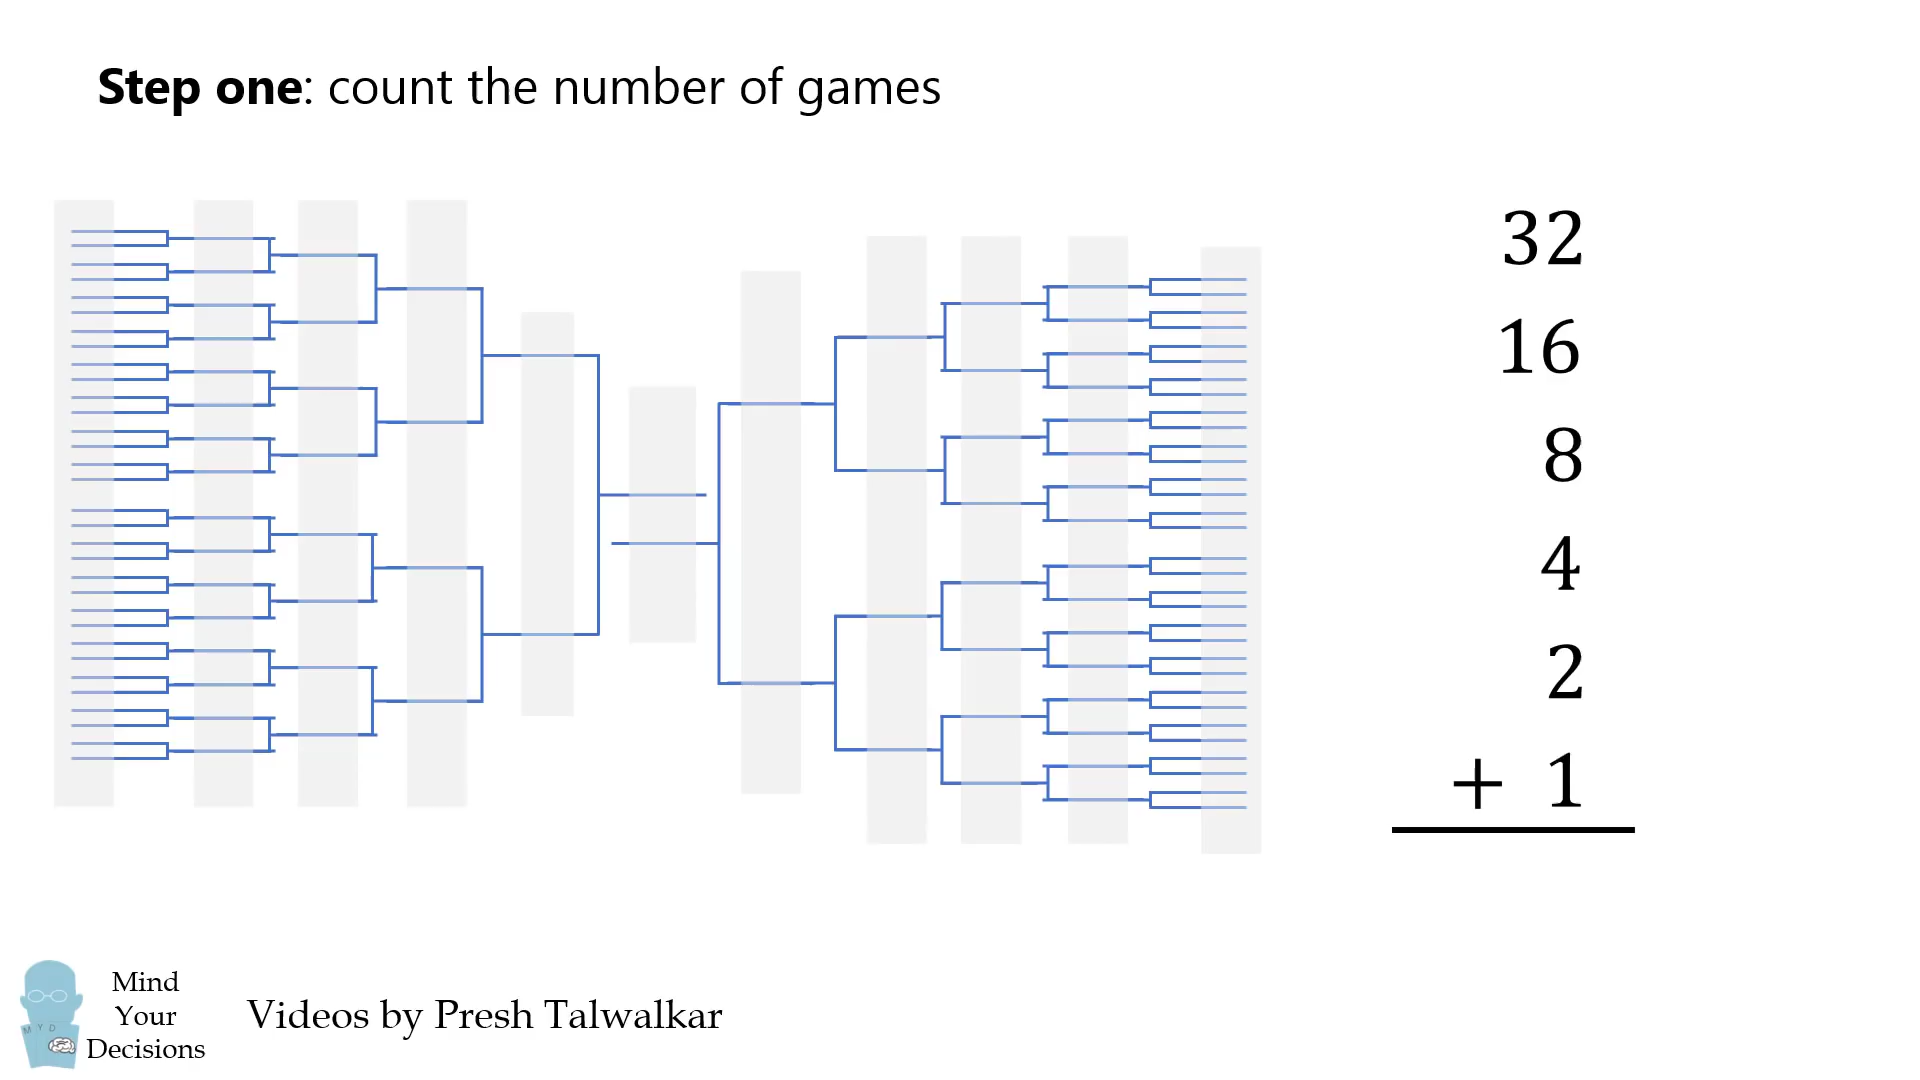 Step one: count the number of games
32
16
8
4
2
+ 1
M Y D
Mind
Your
Decisions
Videos by Presh Talwalkar